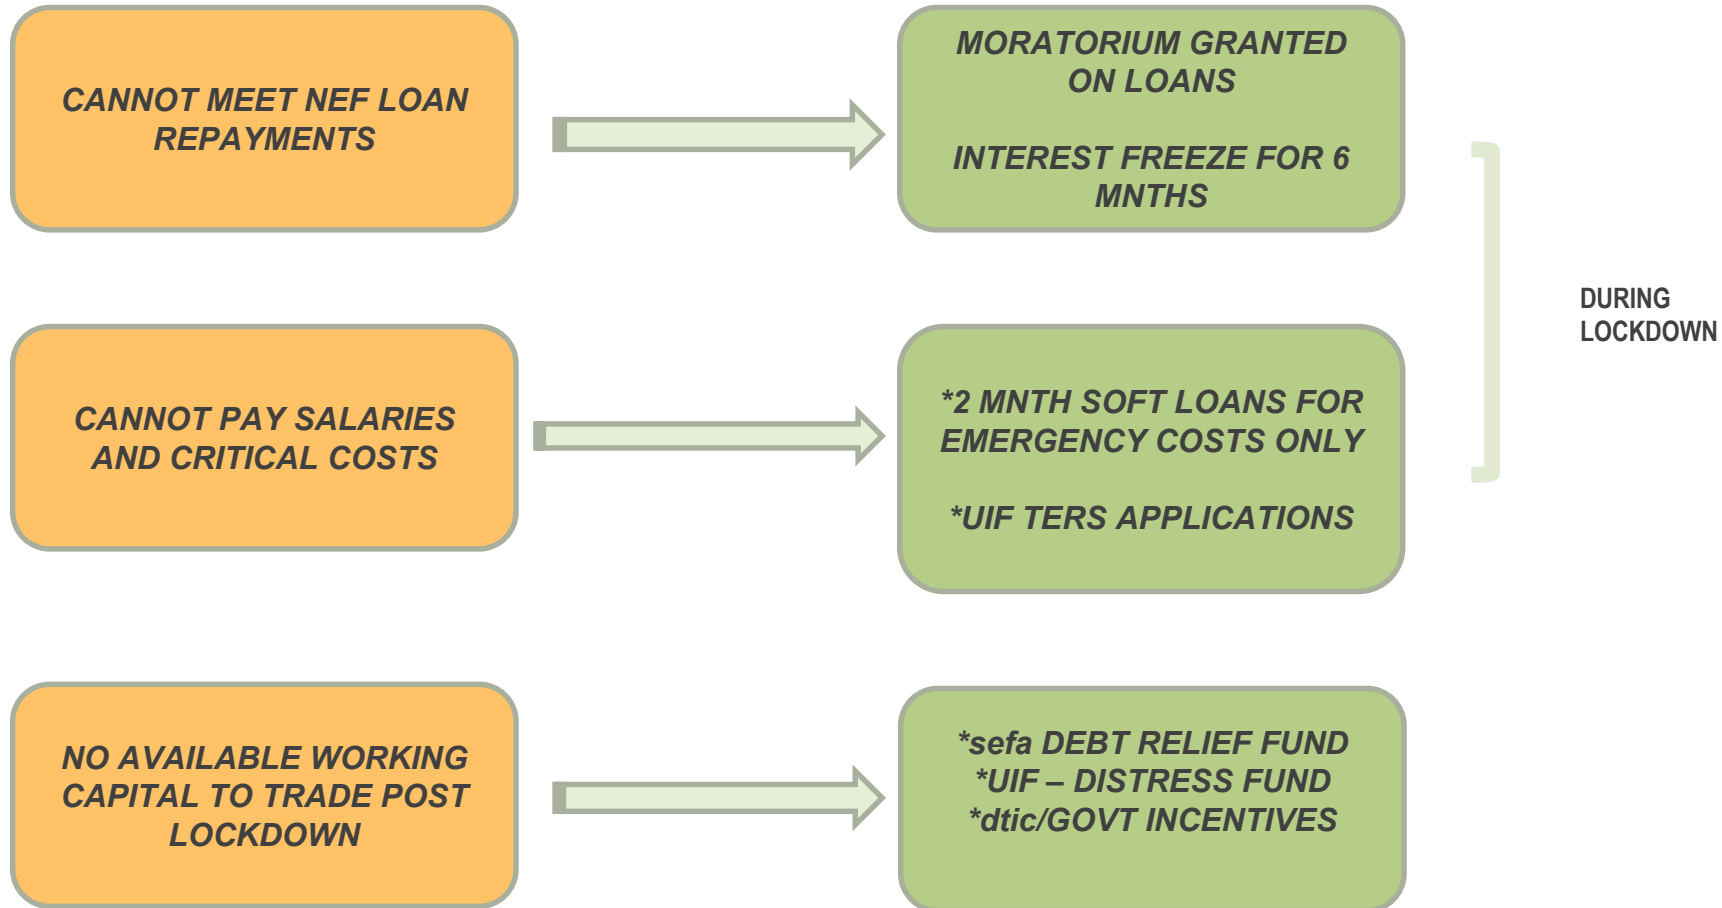 CANNOT MEET NEF LOAN
REPAYMENTS
MORATORIUM GRANTED
ON LOANS
INTEREST FREEZE FOR 6
MNTHS
DURING
LOCKDOWN
CANNOT PAY SALARIES
AND CRITICAL COSTS
*2 MNTH SOFT LOANS FOR
EMERGENCY COSTS ONLY
*UIF TERS APPLICATIONS
NO AVAILABLE WORKING
CAPITAL TO TRADE POST
LOCKDOWN
*sefa DEBT RELIEF FUND
*UIF – DISTRESS FUND
*dtic/GOVT INCENTIVES